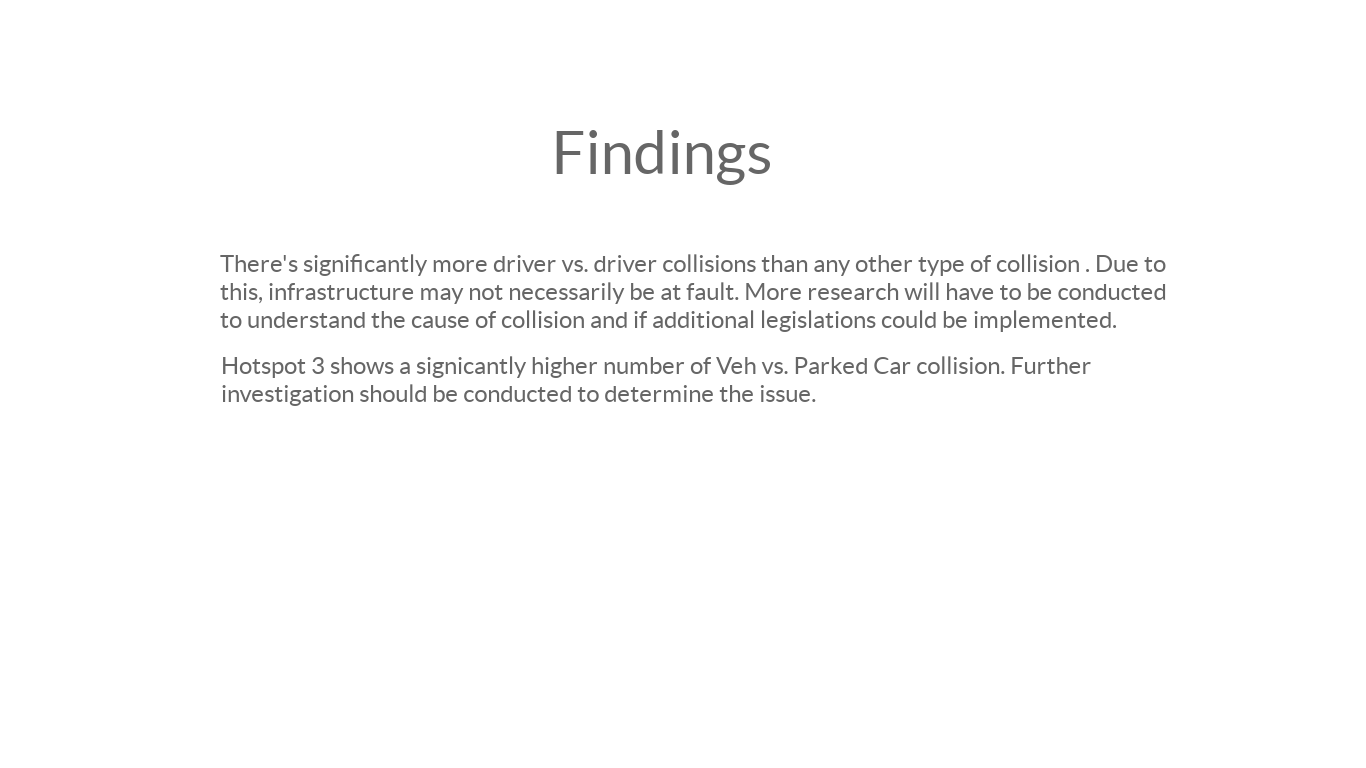 Findings
There's significantly more driver vs. driver collisions than any other type of collision . Due to
this, infrastructure may not necessarily be at fault. More research will have to be conducted
to understand the cause of collision and if additional legislations could be implemented.
Hotspot 3 shows a signicantly higher number of Veh vs. Parked Car collision. Further
investigation should be conducted to determine the issue.